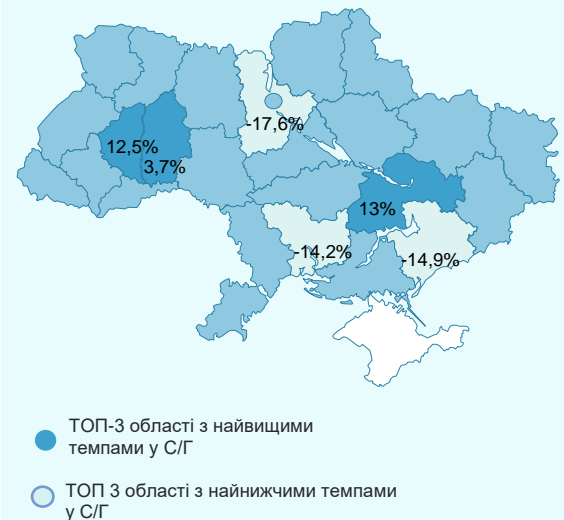 -17,6%
12,5%
3,7%
13%
-14,2%
-14,9%
ТОП-3 області з найвищими
темпами у С/Г
ТОП 3 області з найнижчими темпами
у С/Г